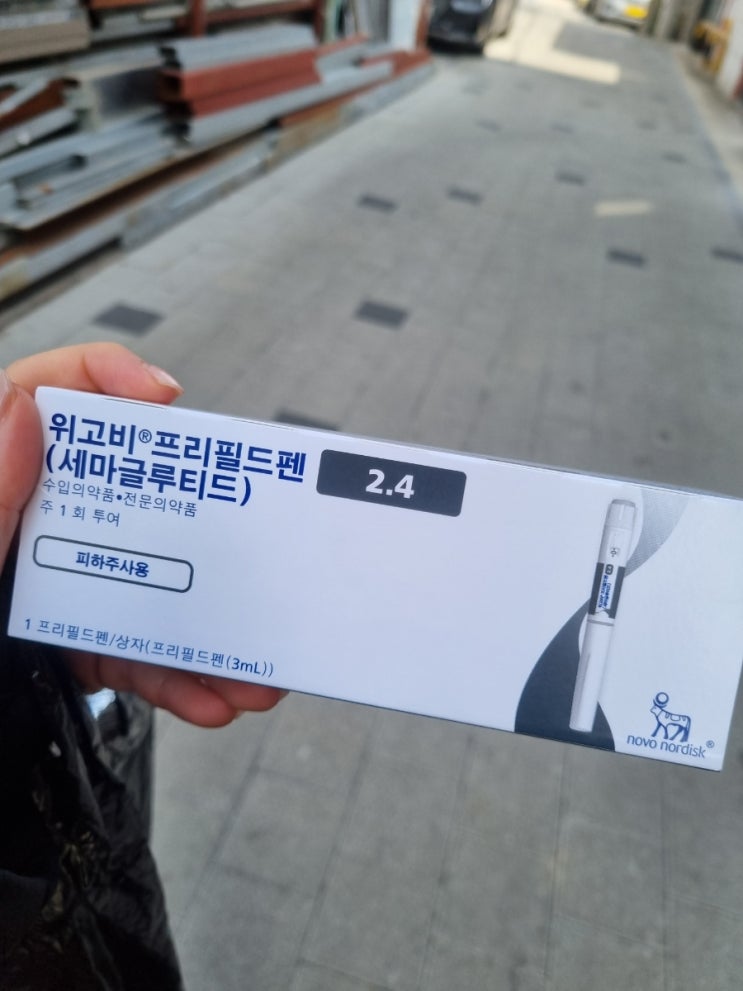 위고비®프리필드펜
(세마글루티드)
2.4
수입의약품•전문의약품
주 1 회 투여
피하주사용
1 프리필드펜/상자(프리필드펜(3mL))
novo nordisk®